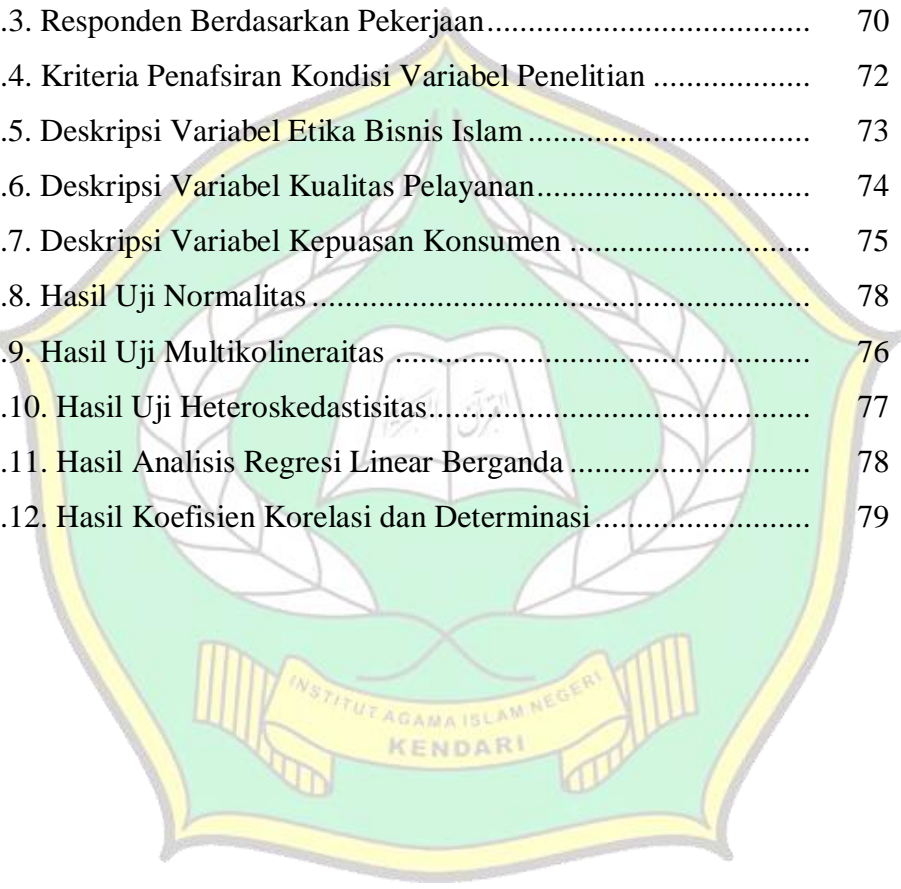 .3. Responden Berdasarkan Pekerjaan.................................... 70
.4. Kriteria Penafsiran Kondisi Variabel Penelitian .................. 72
.5. Deskripsi Variabel Etika Bisnis Islam ................................ 73
.6. Deskripsi Variabel Kualitas Pelayanan............................... 74
.7. Deskripsi Variabel Kepuasan Konsumen ........................... 75
.8. Hasil Uji Normalitas ......................................................... 78
.9. Hasil Uji Multikolineraitas ................................................ 76
.10. Hasil Uji Heteroskedastisitas............................................ 77
.11. Hasil Analisis Regresi Linear Berganda ........................... 78
.12. Hasil Koefisien Korelasi dan Determinasi ........................ 79
INSTITUT AGAMA ISLAM NEGERI
KENDARI